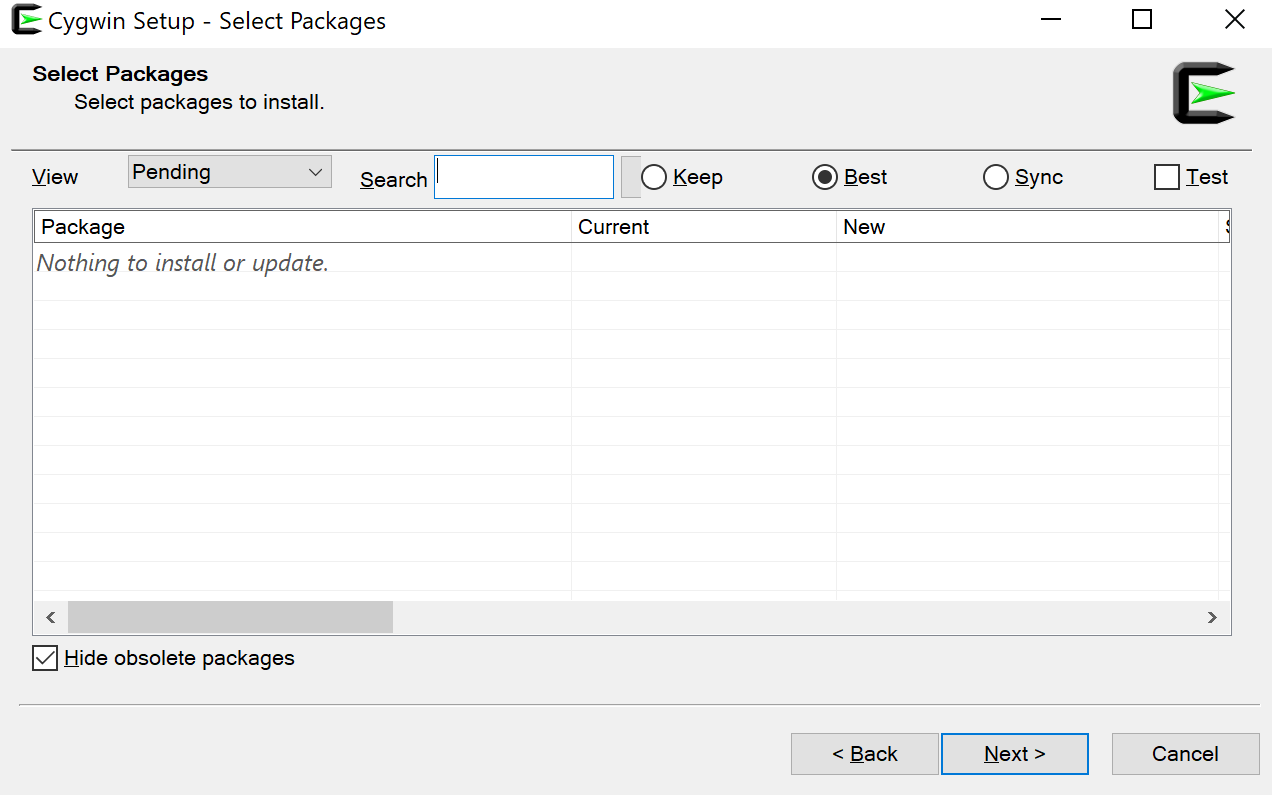 Cygwin Setup - Select Packages
Select Packages
Select packages to install.
View Pending Search Keep Best Sync Test
Package Current New
Nothing to install or update.
Hide obsolete packages
< Back Next > Cancel